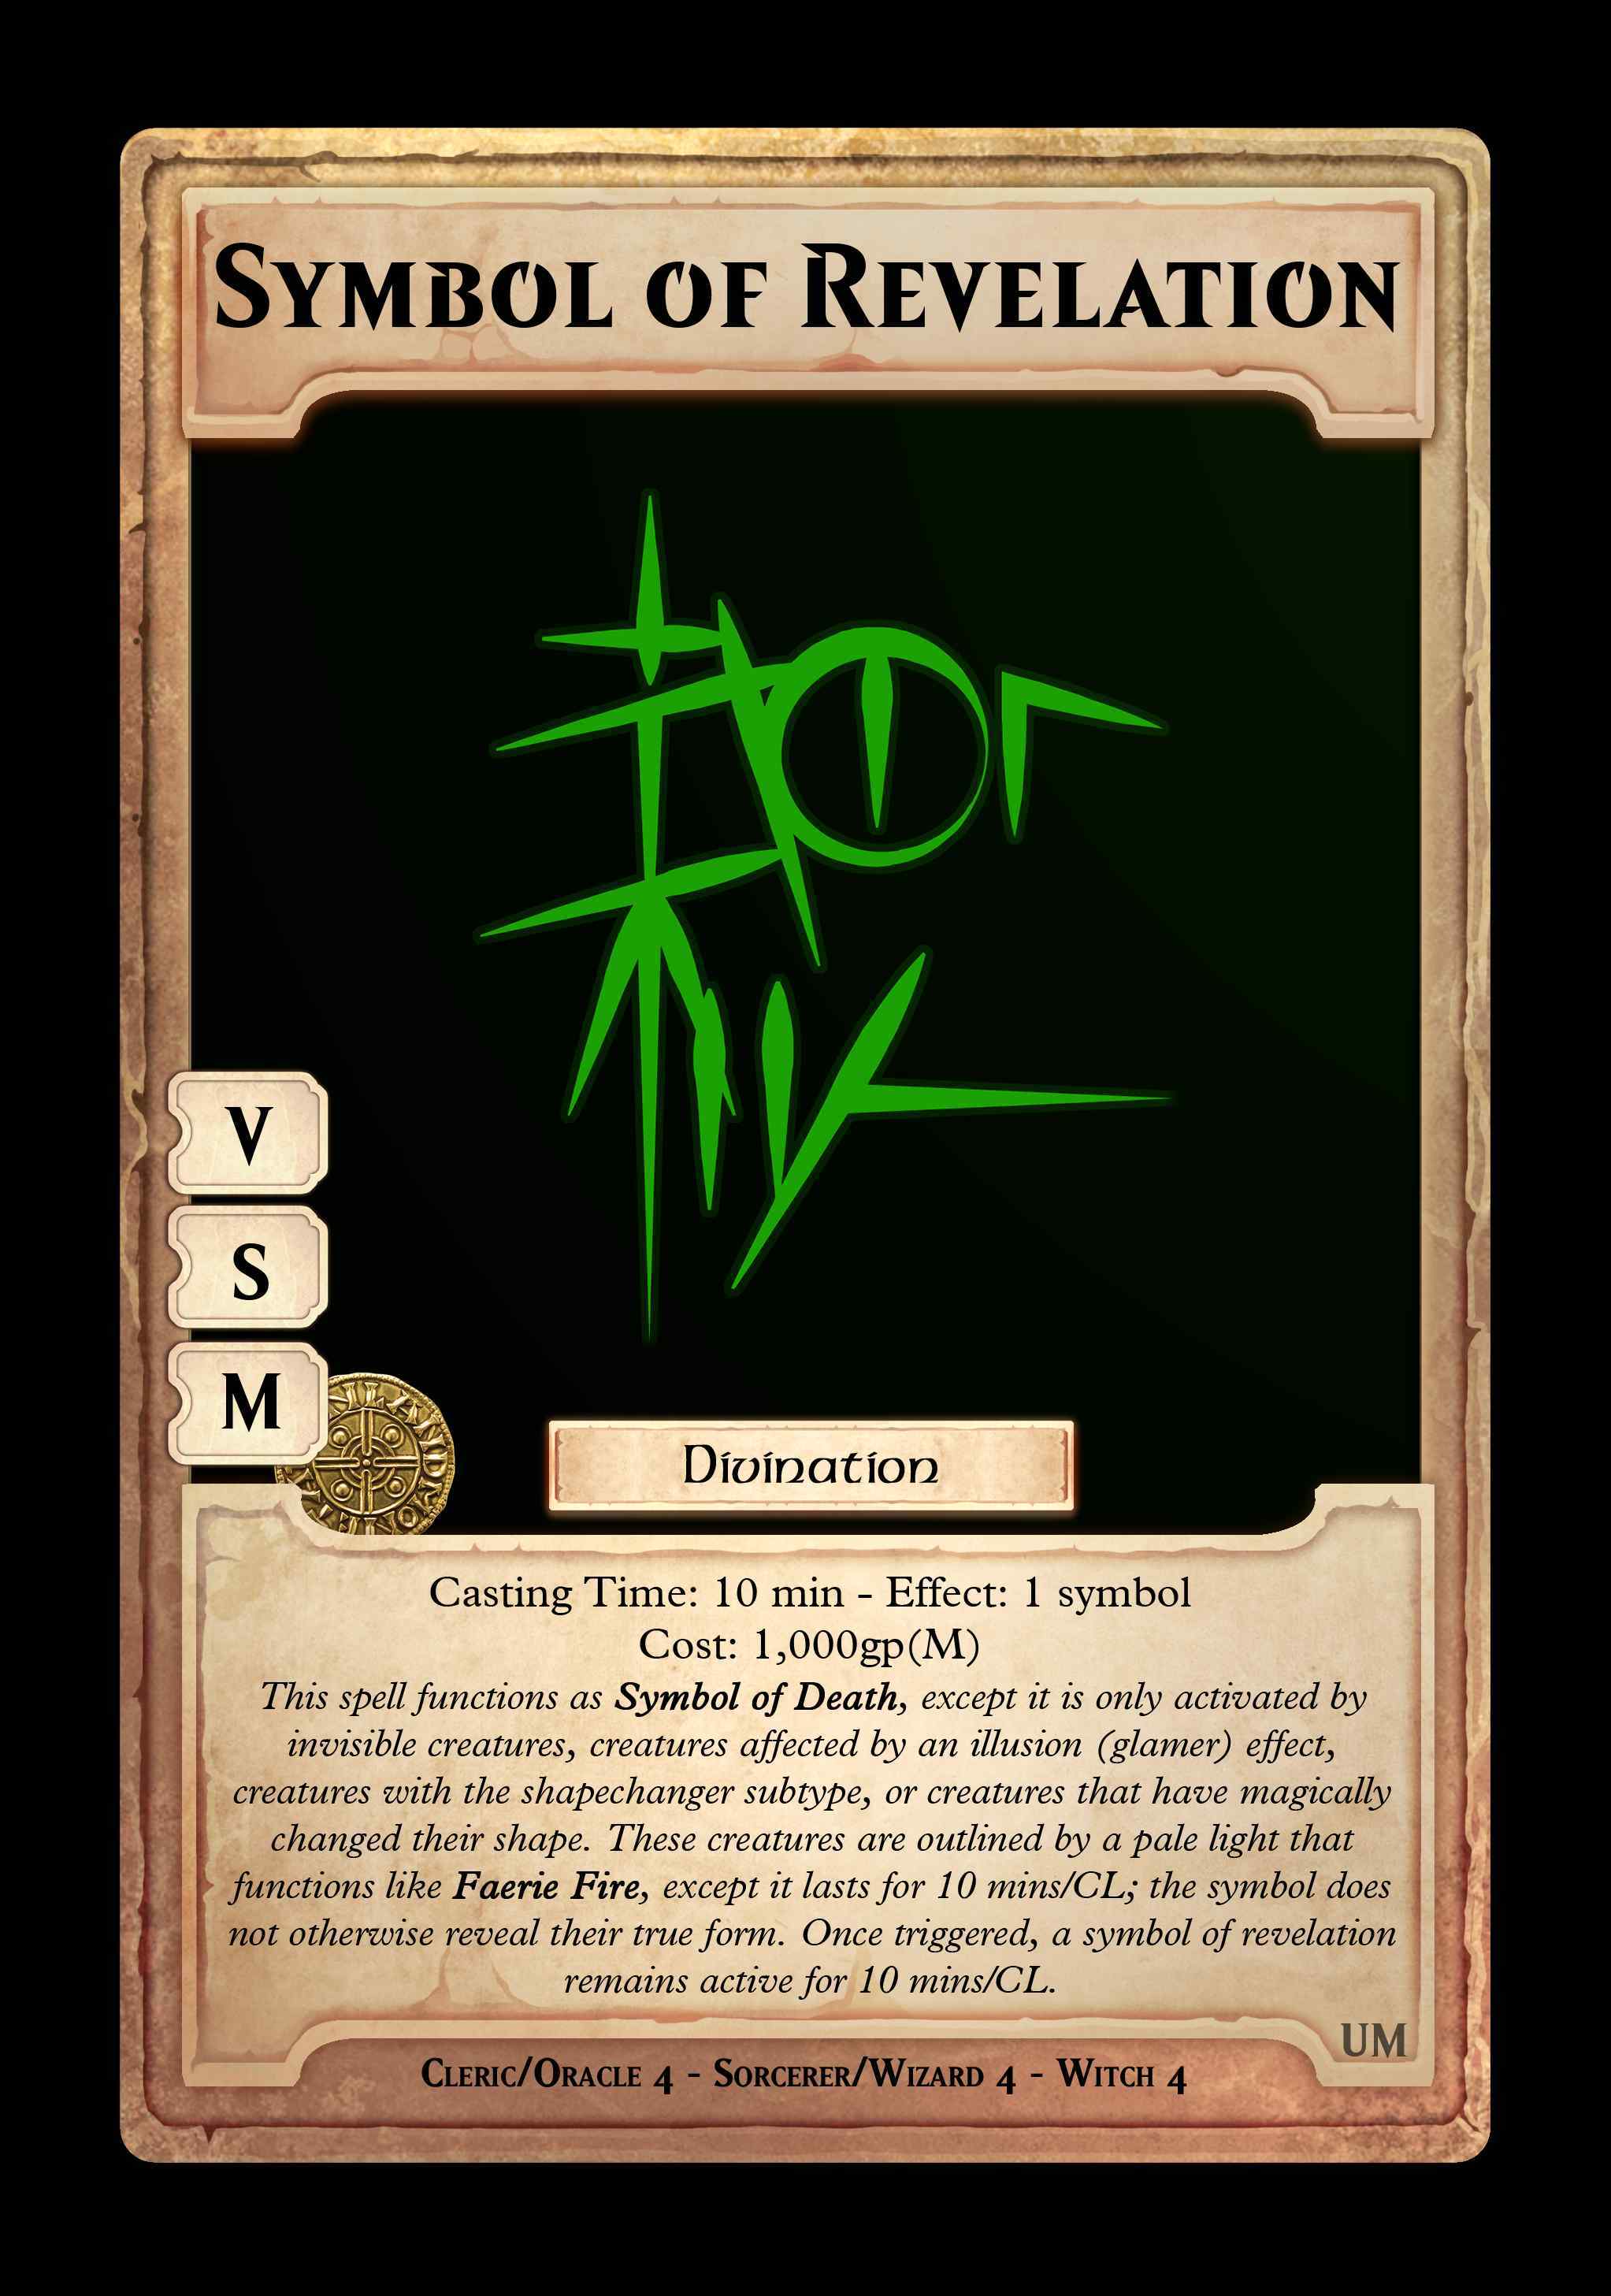 Symbol of Revelation
V
S
M
Divination
Casting Time: 10 min - Effect: 1 symbol
Cost: 1,000gp(M)
This spell functions as Symbol of Death, except it is only activated by
invisible creatures, creatures affected by an illusion (glamer) effect,
creatures with the shapechanger subtype, or creatures that have magically
changed their shape. These creatures are outlined by a pale light that
functions like Faerie Fire, except it lasts for 10 mins/CL; the symbol does
not otherwise reveal their true form. Once triggered, a symbol of revelation
remains active for 10 mins/CL.
UM
Cleric/Oracle 4 - Sorcerer/Wizard 4 - Witch 4